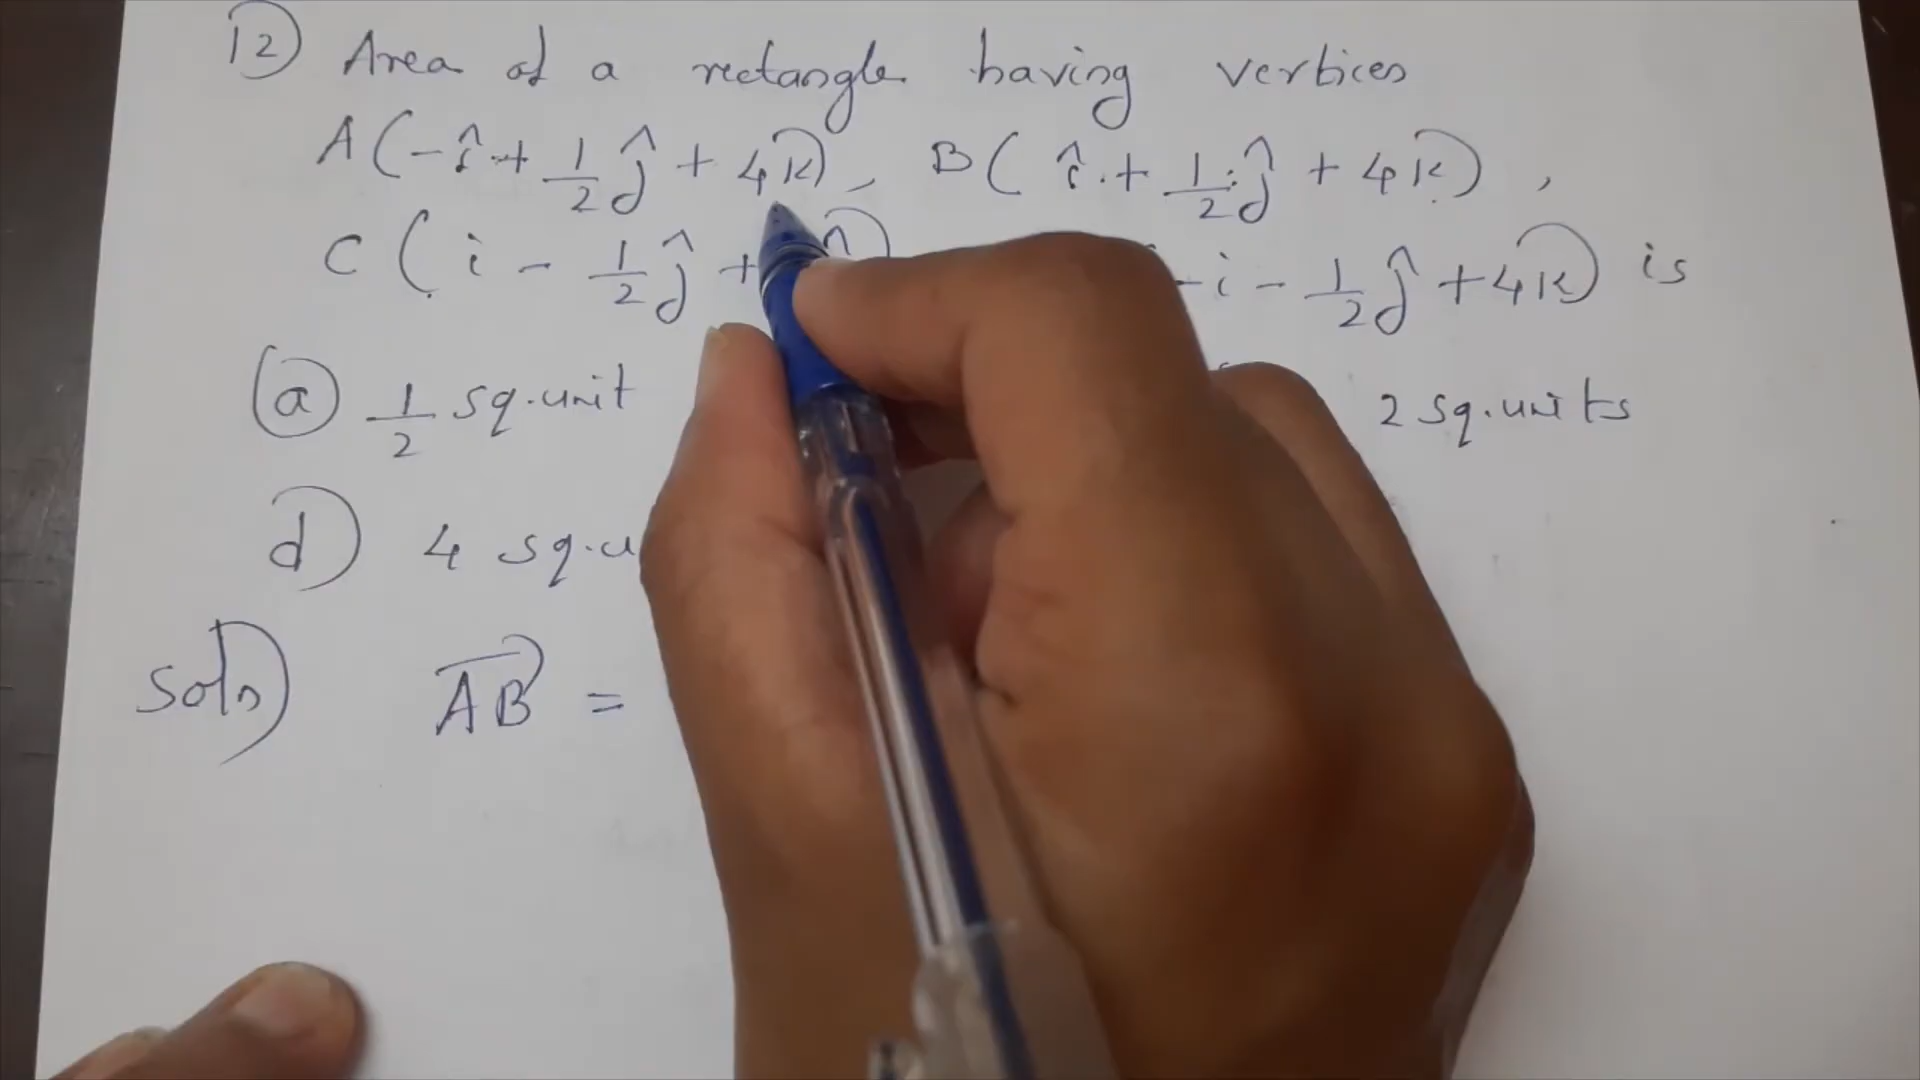 12) Area of a rectangle having vertices
A(-î + 1/2 ĵ + 4k), B( î + 1/2 ĵ + 4k) ,
C ( i - 1/2 ĵ + - i - 1/2 ĵ + 4k) is
(a) 1/2 sq.unit 2 sq.units
d) 4 sq.u
Soln) AB =